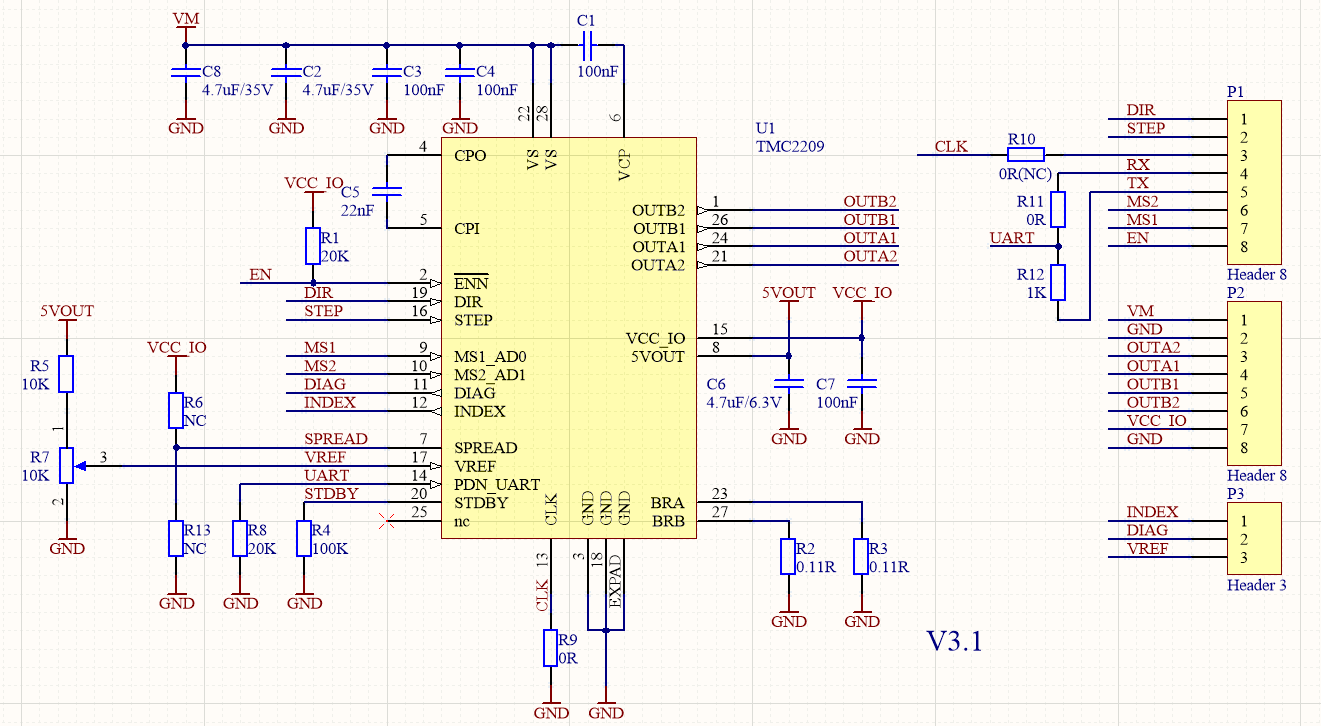 VM
C8
4.7uF/35V
GND
C2
4.7uF/35V
GND
C3
100nF
GND
C4
100nF
GND
C1
100nF
22
28
6
VS
VS
VCP
U1
TMC2209
4
CPO
C5
22nF
5
CPI
VCC_IO
R1
20K
EN
2
ENN
DIR
19
DIR
STEP
16
STEP
MS1
9
MS1_AD0
MS2
10
MS2_AD1
DIAG
11
DIAG
INDEX
12
INDEX
SPREAD
7
SPREAD
VREF
17
VREF
UART
14
PDN_UART
STDBY
20
STDBY
25
nc
5VOUT
R5
10K
1
R7
10K
3
2
GND
VCC_IO
R6
NC
R13
NC
GND
R8
20K
GND
R4
100K
GND
OUTB2
1
OUTB2
OUTB1
26
OUTB1
OUTA1
24
OUTA1
OUTA2
21
OUTA2
5VOUT
VCC_IO
VCC_IO
15
5VOUT
8
C6
4.7uF/6.3V
GND
C7
100nF
GND
BRA
23
BRB
27
R2
0.11R
GND
R3
0.11R
GND
CLK
GND
GND
GND
CLK
13
3
18
EXPAD
R9
0R
GND
GND
CLK
R10
0R(NC)
R11
0R
UART
R12
1K
P1
DIR
1
STEP
2
3
RX
4
TX
5
MS2
6
MS1
7
EN
8
Header 8
P2
VM
1
GND
2
OUTA2
3
OUTA1
4
OUTB1
5
OUTB2
6
VCC_IO
7
GND
8
Header 8
P3
INDEX
1
DIAG
2
VREF
3
Header 3
V3.1